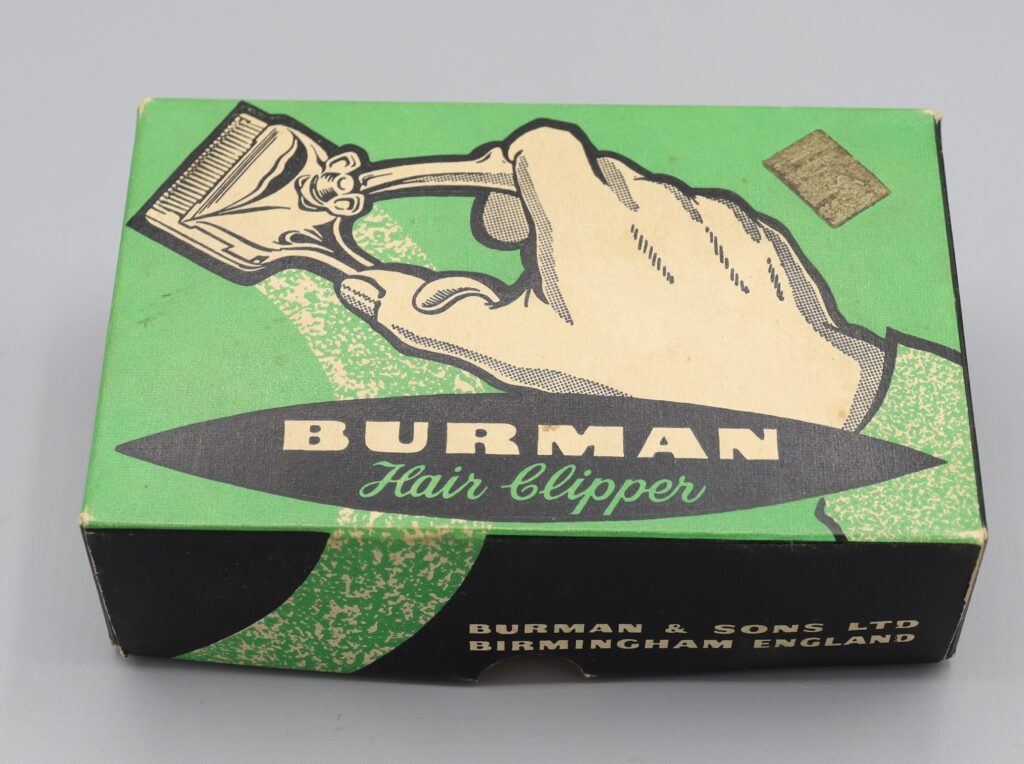 BURMAN
Hair Clipper
BURMAN & SONS LTD
BIRMINGHAM ENGLAND